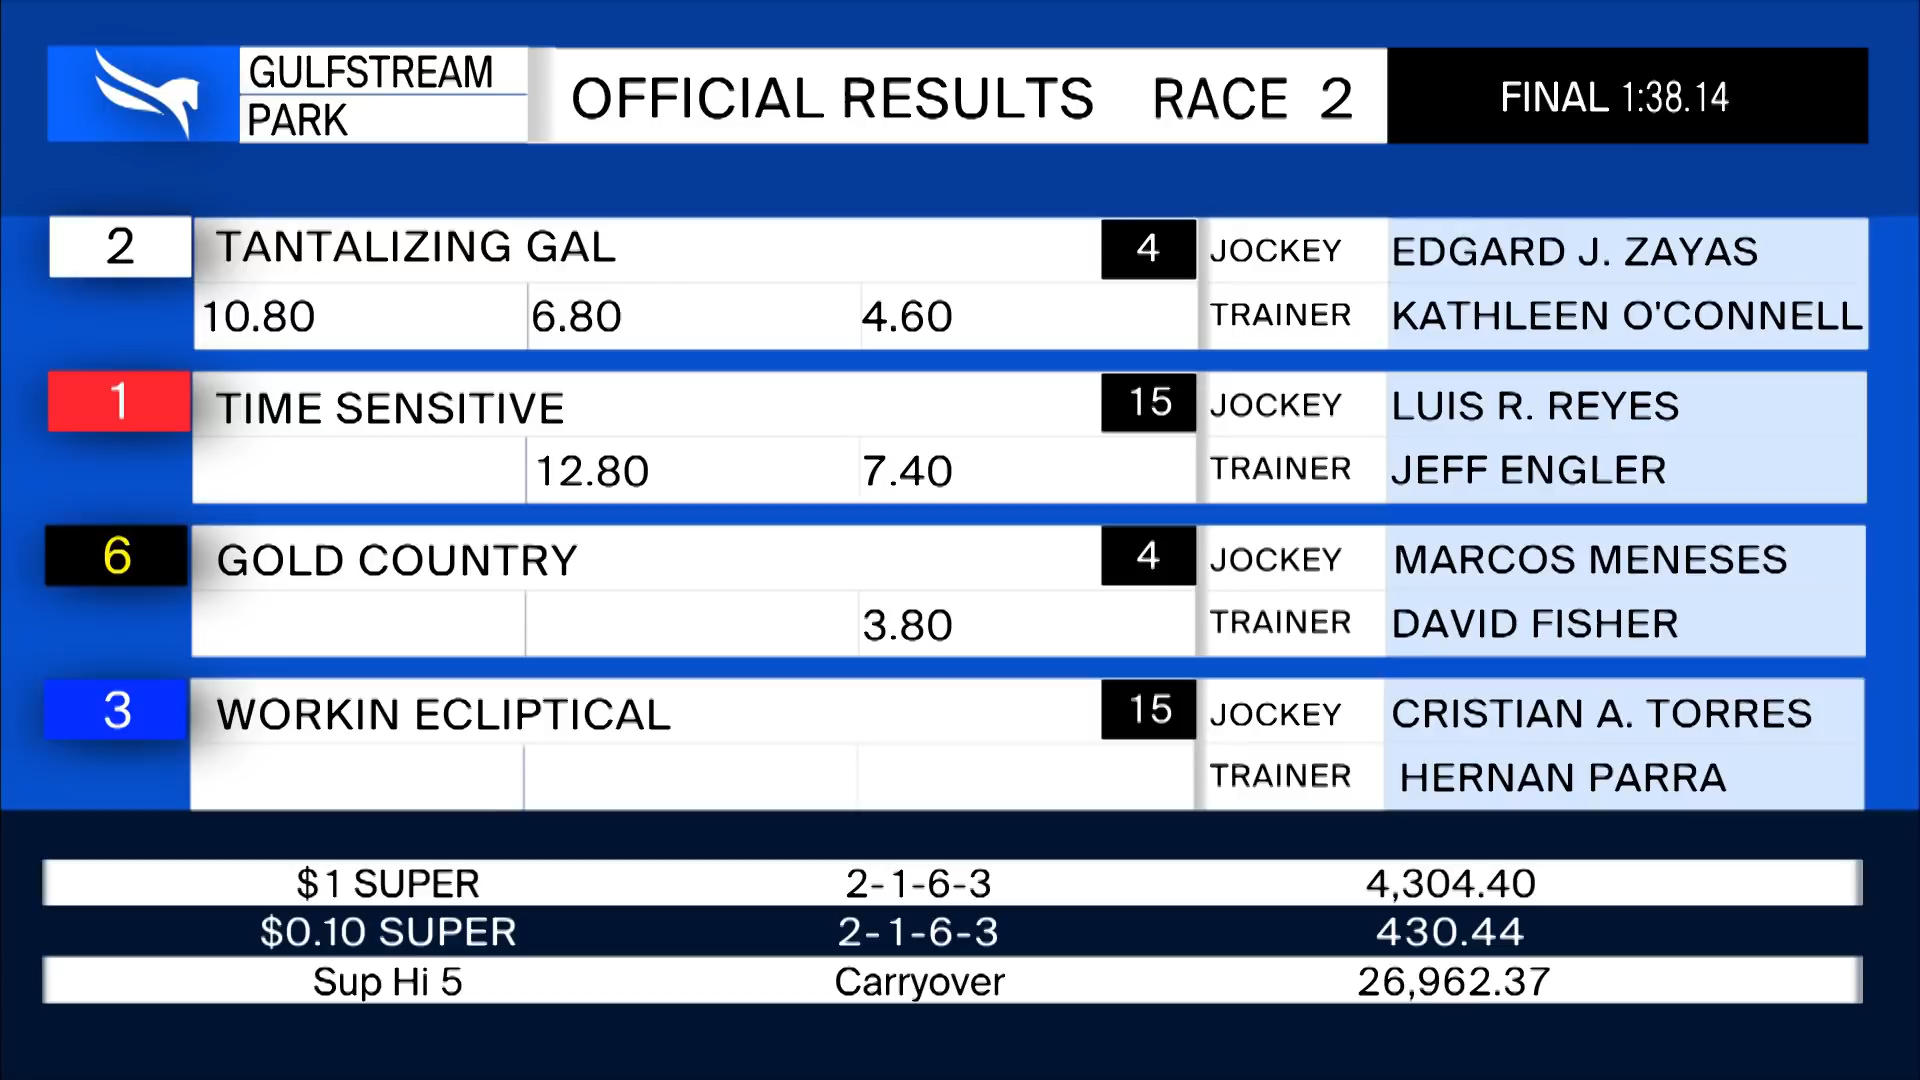 GULFSTREAM
PARK
OFFICIAL RESULTS RACE 2
FINAL 1:38.14
2 TANTALIZING GAL 4 JOCKEY EDGARD J. ZAYAS
10.80 6.80 4.60 TRAINER KATHLEEN O'CONNELL
1 TIME SENSITIVE 15 JOCKEY LUIS R. REYES
12.80 7.40 TRAINER JEFF ENGLER
6 GOLD COUNTRY 4 JOCKEY MARCOS MENESES
3.80 TRAINER DAVID FISHER
3 WORKIN ECLIPTICAL 15 JOCKEY CRISTIAN A. TORRES
TRAINER HERNAN PARRA
$1 SUPER 2-1-6-3 4,304.40
$0.10 SUPER 2-1-6-3 430.44
Sup Hi 5 Carryover 26,962.37